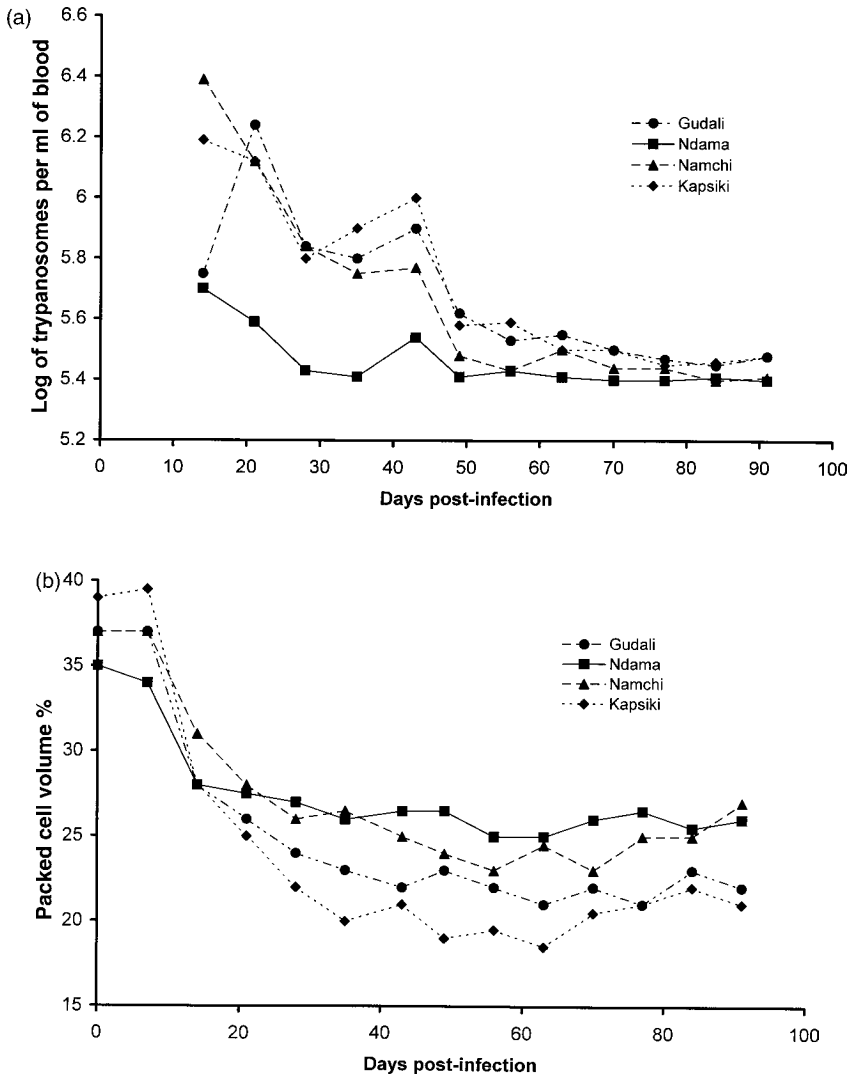 (a)
6.6
6.4
6.2
6
5.8
5.6
5.4
5.2
Log of trypanosomes per ml of blood
Gudali
Ndama
Namchi
Kapsiki
0 10 20 30 40 50 60 70 80 90 100
Days post-infection
(b)
40
35
30
25
20
15
Packed cell volume %
Gudali
Ndama
Namchi
Kapsiki
0 20 40 60 80 100
Days post-infection